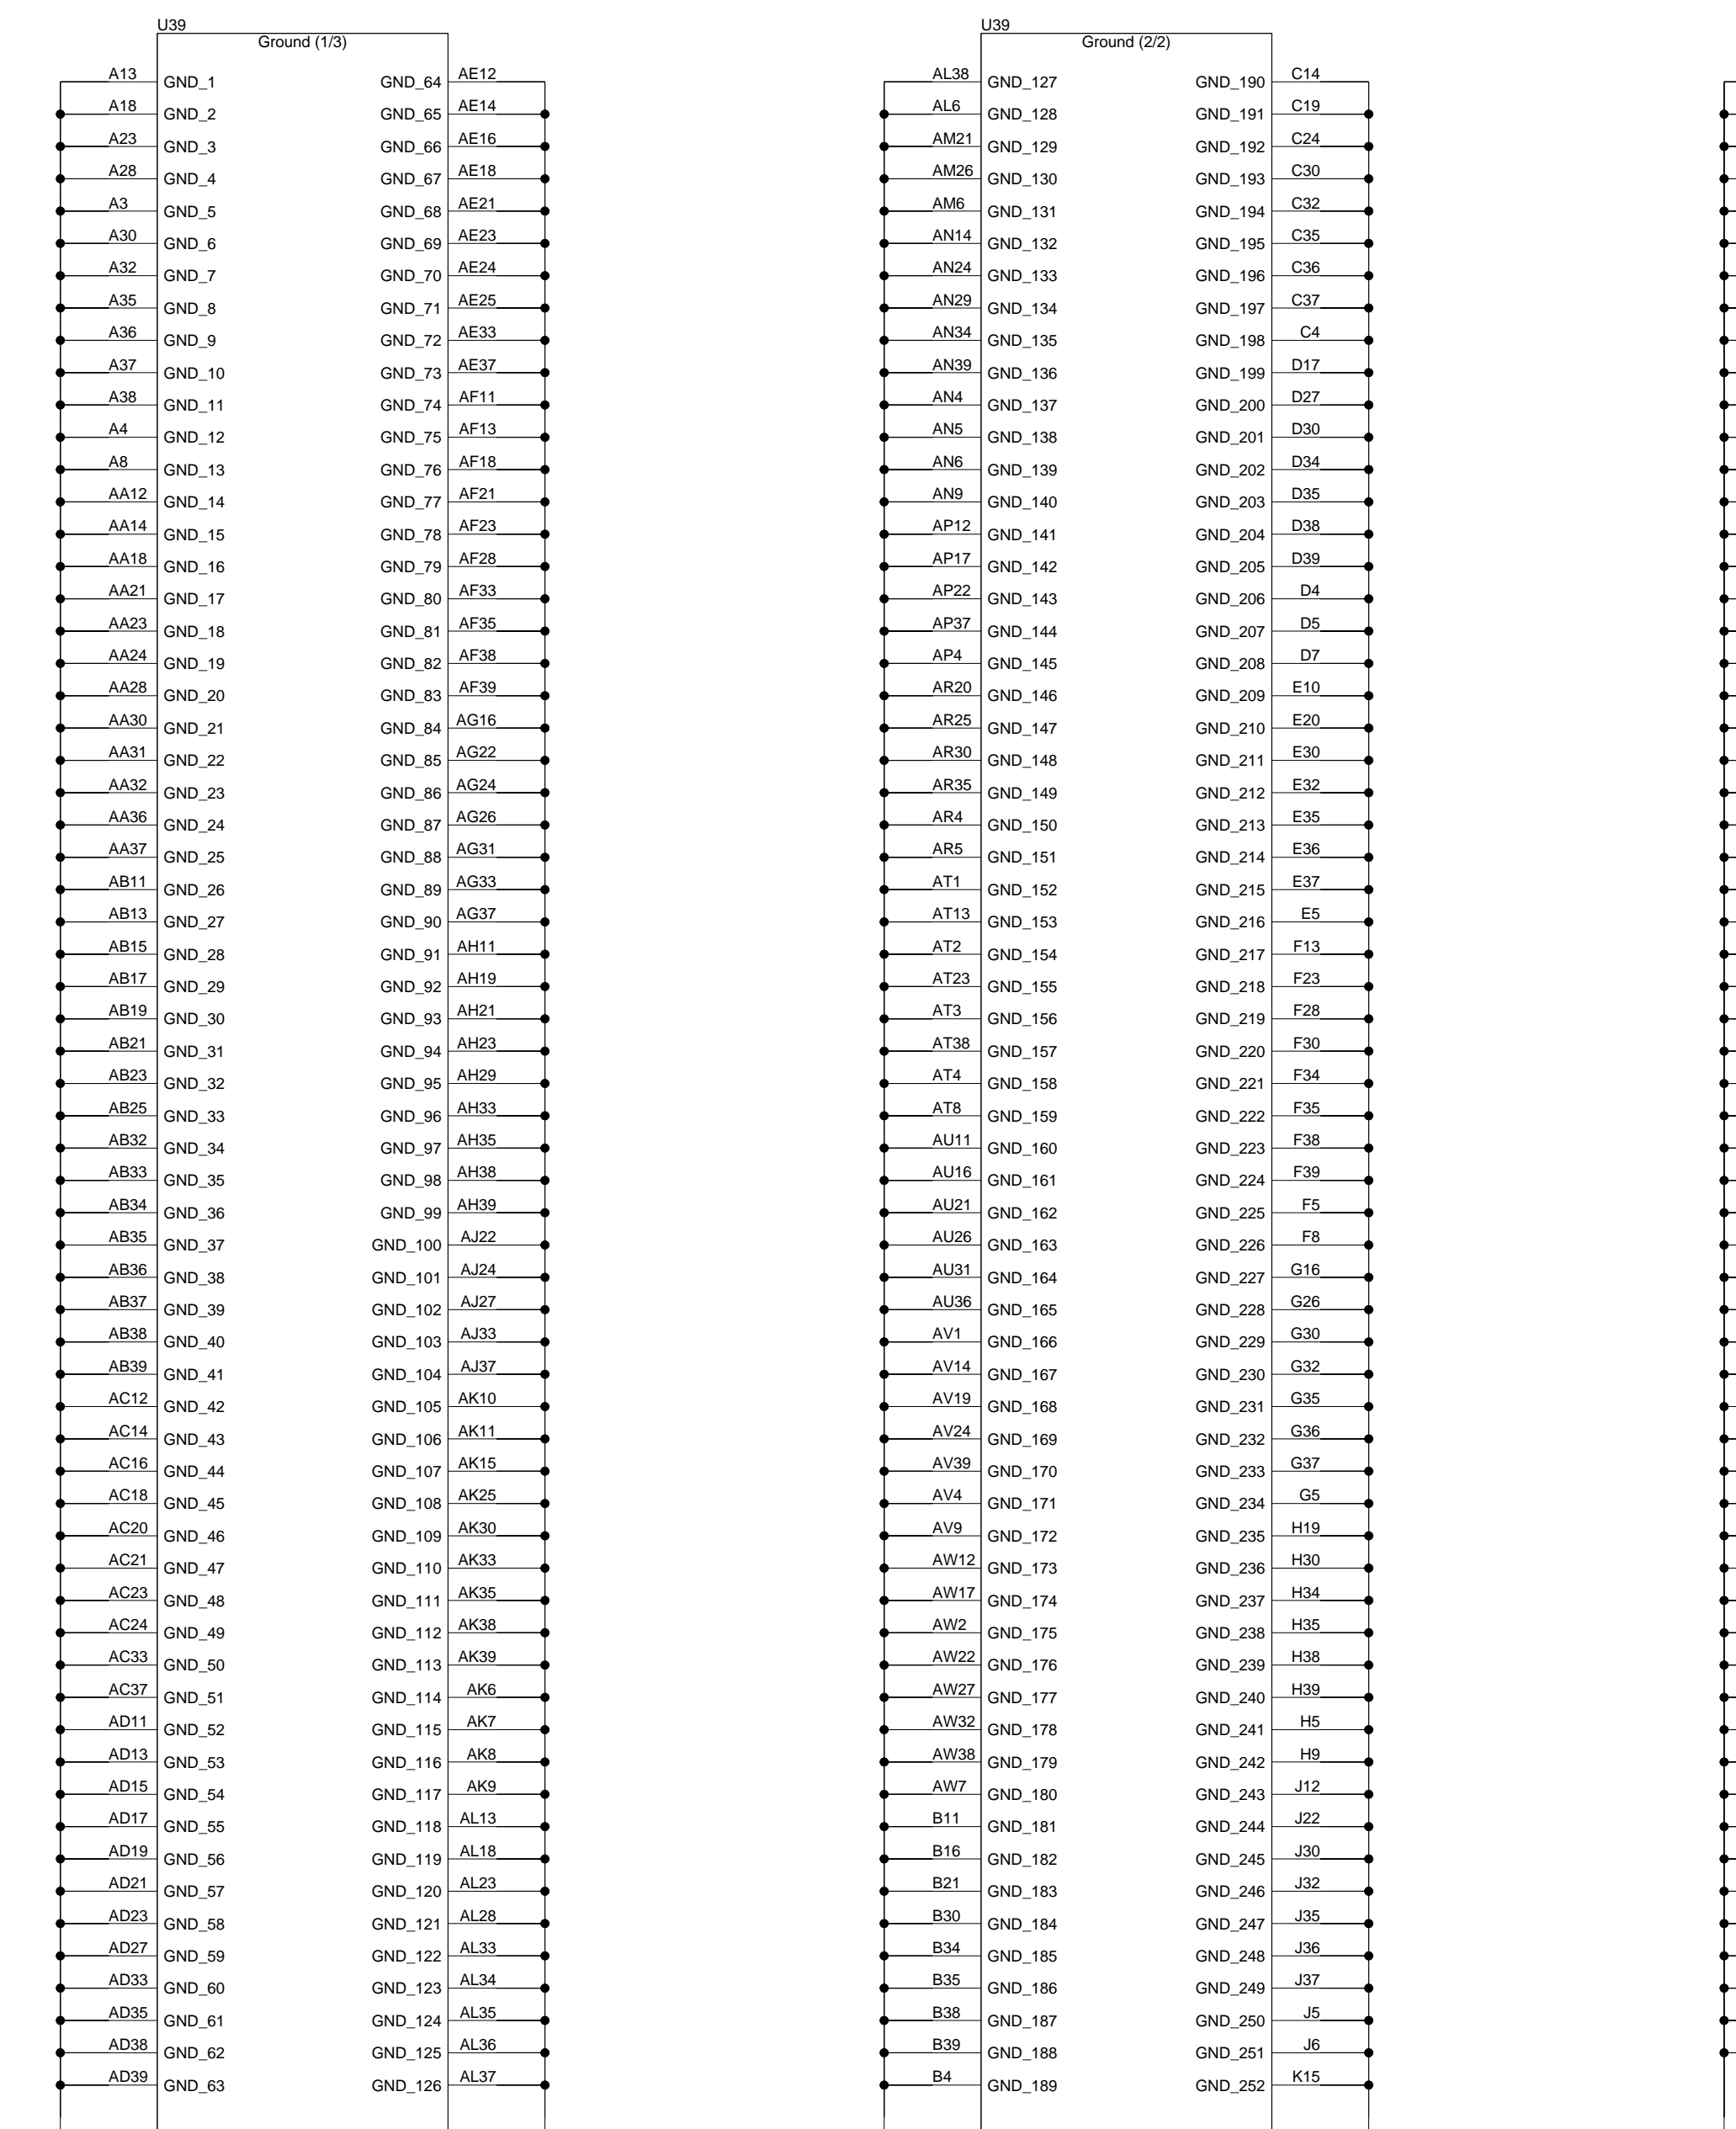 U39
Ground (1/3)
A13 GND_1 GND_64 AE12
A18 GND_2 GND_65 AE14
A23 GND_3 GND_66 AE16
A28 GND_4 GND_67 AE18
A3 GND_5 GND_68 AE21
A30 GND_6 GND_69 AE23
A32 GND_7 GND_70 AE24
A35 GND_8 GND_71 AE25
A36 GND_9 GND_72 AE33
A37 GND_10 GND_73 AE37
A38 GND_11 GND_74 AF11
A4 GND_12 GND_75 AF13
A8 GND_13 GND_76 AF18
AA12 GND_14 GND_77 AF21
AA14 GND_15 GND_78 AF23
AA18 GND_16 GND_79 AF28
AA21 GND_17 GND_80 AF33
AA23 GND_18 GND_81 AF35
AA24 GND_19 GND_82 AF38
AA28 GND_20 GND_83 AF39
AA30 GND_21 GND_84 AG16
AA31 GND_22 GND_85 AG22
AA32 GND_23 GND_86 AG24
AA36 GND_24 GND_87 AG26
AA37 GND_25 GND_88 AG31
AB11 GND_26 GND_89 AG33
AB13 GND_27 GND_90 AG37
AB15 GND_28 GND_91 AH11
AB17 GND_29 GND_92 AH19
AB19 GND_30 GND_93 AH21
AB21 GND_31 GND_94 AH23
AB23 GND_32 GND_95 AH29
AB25 GND_33 GND_96 AH33
AB32 GND_34 GND_97 AH35
AB33 GND_35 GND_98 AH38
AB34 GND_36 GND_99 AH39
AB35 GND_37 GND_100 AJ22
AB36 GND_38 GND_101 AJ24
AB37 GND_39 GND_102 AJ27
AB38 GND_40 GND_103 AJ33
AB39 GND_41 GND_104 AJ37
AC12 GND_42 GND_105 AK10
AC14 GND_43 GND_106 AK11
AC16 GND_44 GND_107 AK15
AC18 GND_45 GND_108 AK25
AC20 GND_46 GND_109 AK30
AC21 GND_47 GND_110 AK33
AC23 GND_48 GND_111 AK35
AC24 GND_49 GND_112 AK38
AC33 GND_50 GND_113 AK39
AC37 GND_51 GND_114 AK6
AD11 GND_52 GND_115 AK7
AD13 GND_53 GND_116 AK8
AD15 GND_54 GND_117 AK9
AD17 GND_55 GND_118 AL13
AD19 GND_56 GND_119 AL18
AD21 GND_57 GND_120 AL23
AD23 GND_58 GND_121 AL28
AD27 GND_59 GND_122 AL33
AD33 GND_60 GND_123 AL34
AD35 GND_61 GND_124 AL35
AD38 GND_62 GND_125 AL36
AD39 GND_63 GND_126 AL37
U39
Ground (2/2)
AL38 GND_127 GND_190 C14
AL6 GND_128 GND_191 C19
AM21 GND_129 GND_192 C24
AM26 GND_130 GND_193 C30
AM6 GND_131 GND_194 C32
AN14 GND_132 GND_195 C35
AN24 GND_133 GND_196 C36
AN29 GND_134 GND_197 C37
AN34 GND_135 GND_198 C4
AN39 GND_136 GND_199 D17
AN4 GND_137 GND_200 D27
AN5 GND_138 GND_201 D30
AN6 GND_139 GND_202 D34
AN9 GND_140 GND_203 D35
AP12 GND_141 GND_204 D38
AP17 GND_142 GND_205 D39
AP22 GND_143 GND_206 D4
AP37 GND_144 GND_207 D5
AP4 GND_145 GND_208 D7
AR20 GND_146 GND_209 E10
AR25 GND_147 GND_210 E20
AR30 GND_148 GND_211 E30
AR35 GND_149 GND_212 E32
AR4 GND_150 GND_213 E35
AR5 GND_151 GND_214 E36
AT1 GND_152 GND_215 E37
AT13 GND_153 GND_216 E5
AT2 GND_154 GND_217 F13
AT23 GND_155 GND_218 F23
AT3 GND_156 GND_219 F28
AT38 GND_157 GND_220 F30
AT4 GND_158 GND_221 F34
AT8 GND_159 GND_222 F35
AU11 GND_160 GND_223 F38
AU16 GND_161 GND_224 F39
AU21 GND_162 GND_225 F5
AU26 GND_163 GND_226 F8
AU31 GND_164 GND_227 G16
AU36 GND_165 GND_228 G26
AV1 GND_166 GND_229 G30
AV14 GND_167 GND_230 G32
AV19 GND_168 GND_231 G35
AV24 GND_169 GND_232 G36
AV39 GND_170 GND_233 G37
AV4 GND_171 GND_234 G5
AV9 GND_172 GND_235 H19
AW12 GND_173 GND_236 H30
AW17 GND_174 GND_237 H34
AW2 GND_175 GND_238 H35
AW22 GND_176 GND_239 H38
AW27 GND_177 GND_240 H39
AW32 GND_178 GND_241 H5
AW38 GND_179 GND_242 H9
AW7 GND_180 GND_243 J12
B11 GND_181 GND_244 J22
B16 GND_182 GND_245 J30
B21 GND_183 GND_246 J32
B30 GND_184 GND_247 J35
B34 GND_185 GND_248 J36
B35 GND_186 GND_249 J37
B38 GND_187 GND_250 J5
B39 GND_188 GND_251 J6
B4 GND_189 GND_252 K15